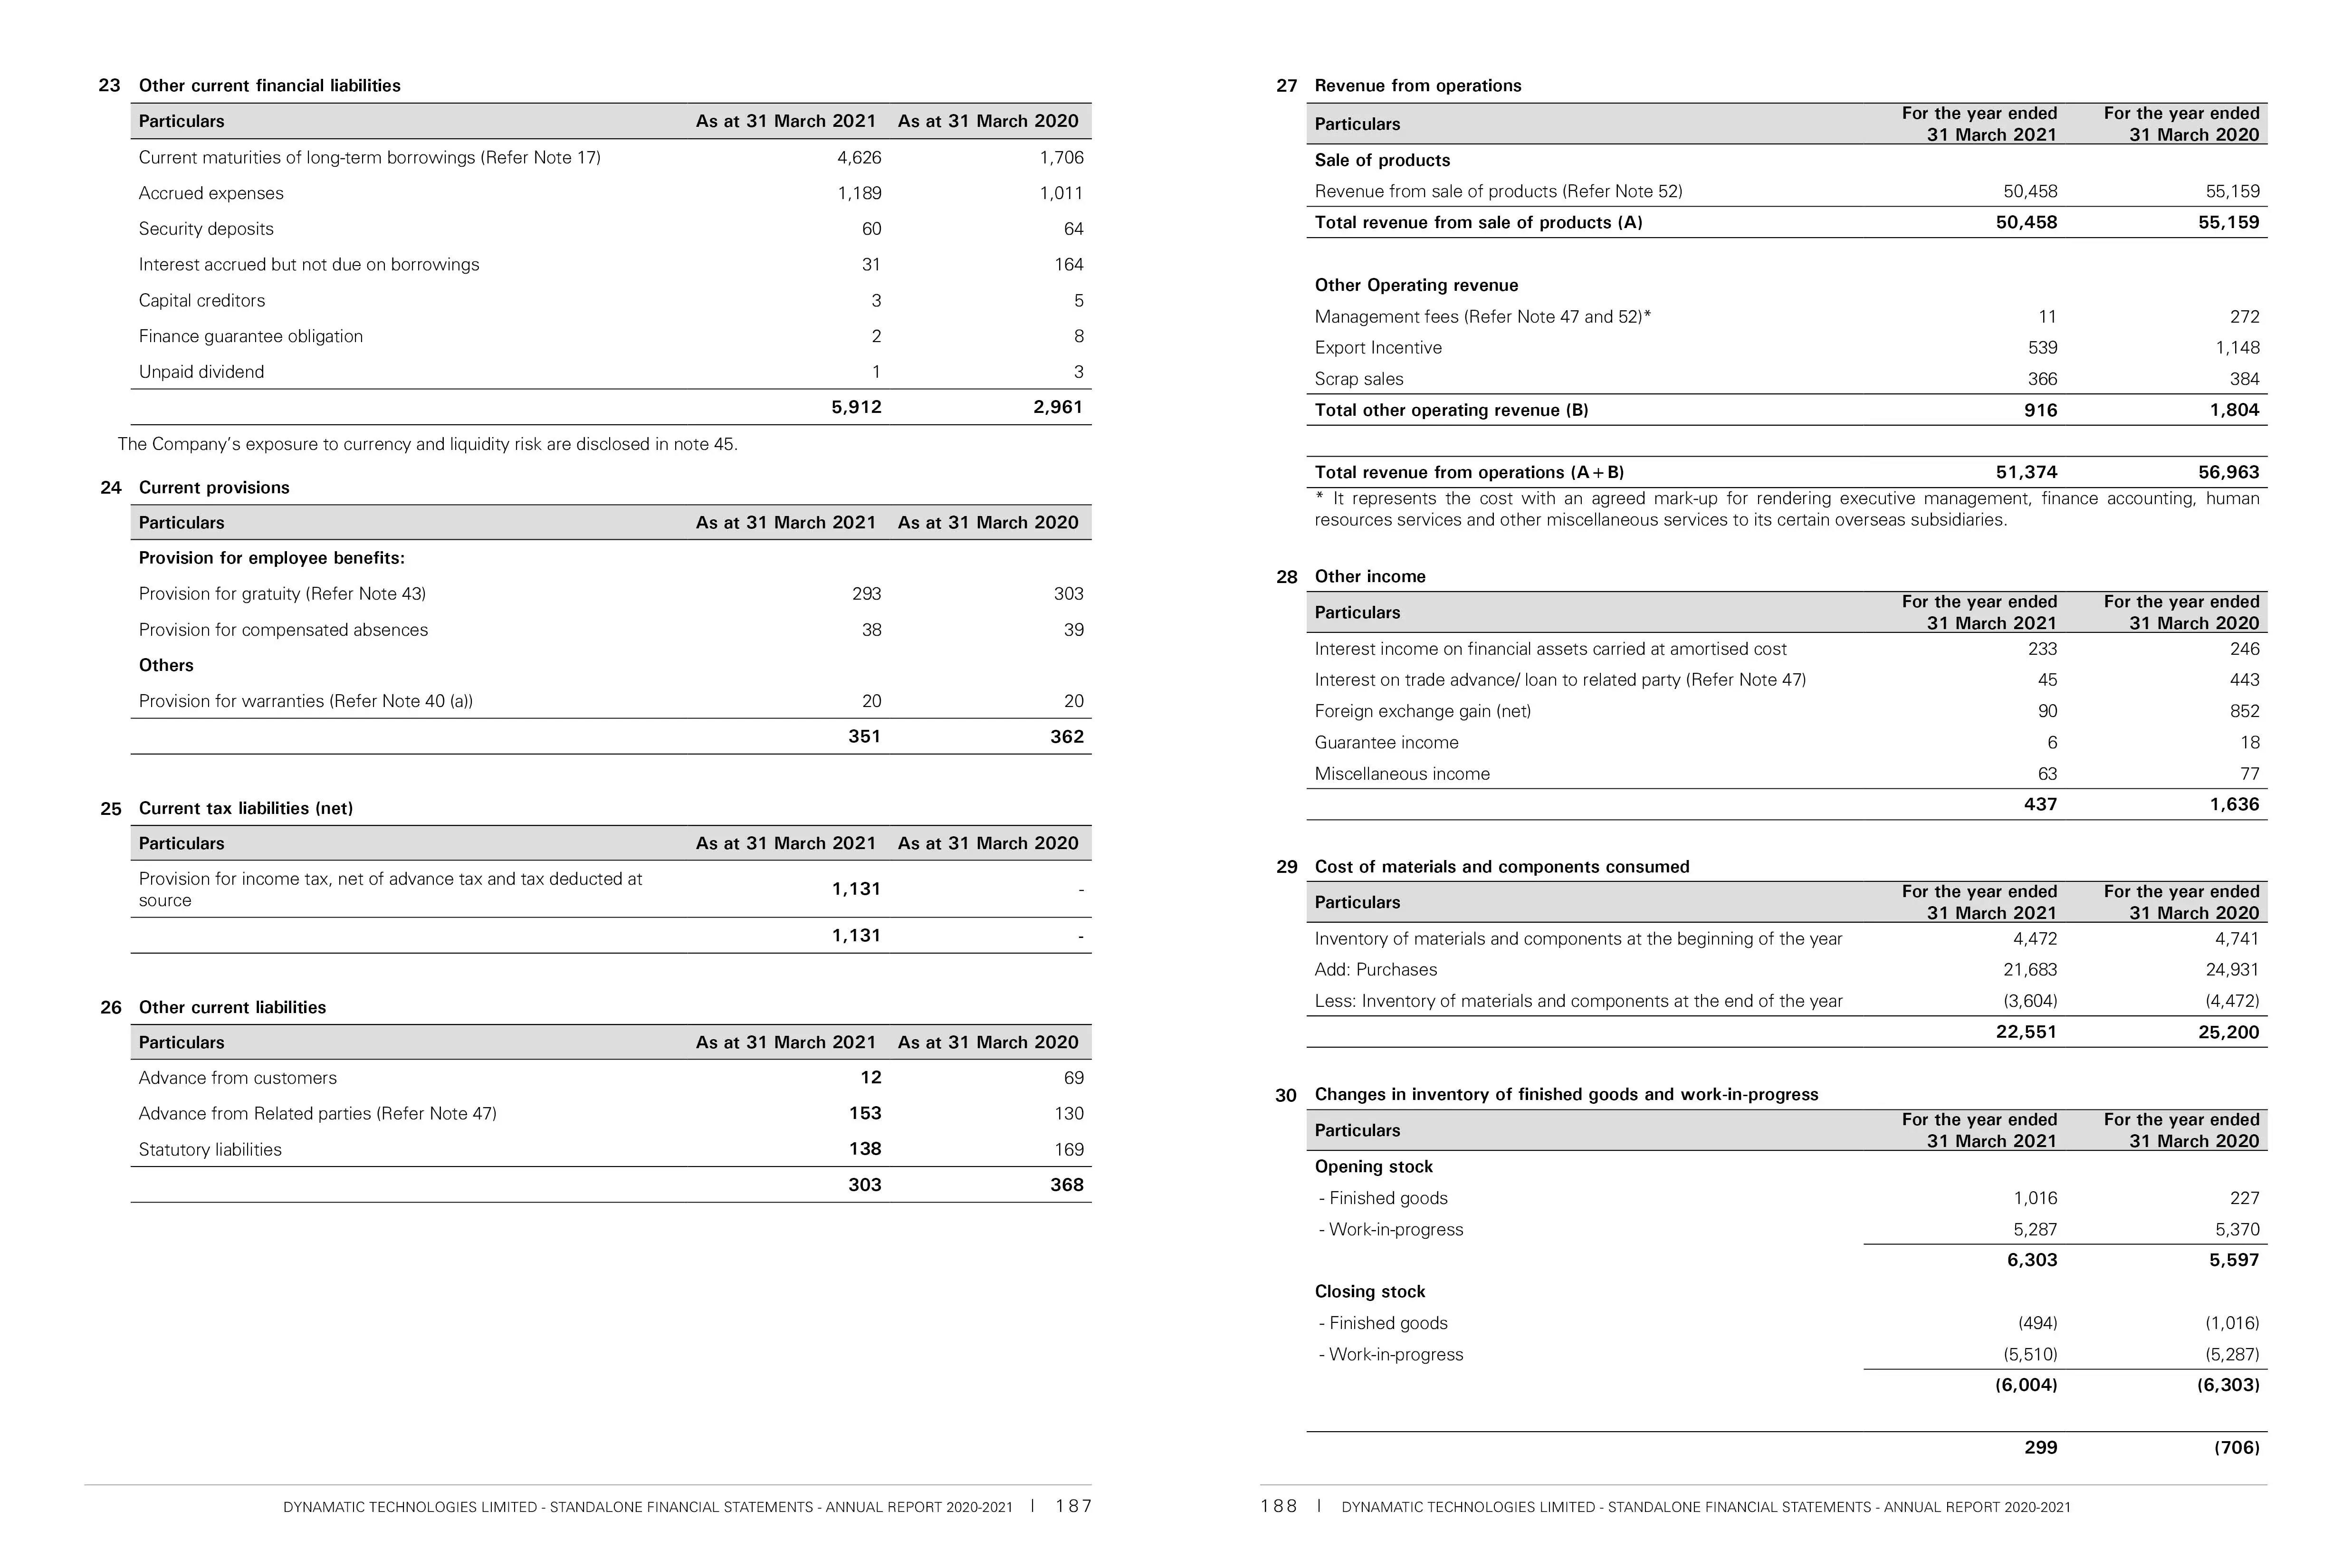 23 Other current financial liabilities
Particulars As at 31 March 2021 As at 31 March 2020
Current maturities of long-term borrowings (Refer Note 17) 4,626 1,706
Accrued expenses 1,189 1,011
Security deposits 60 64
Interest accrued but not due on borrowings 31 164
Capital creditors 3 5
Finance guarantee obligation 2 8
Unpaid dividend 1 3
5,912 2,961
The Company's exposure to currency and liquidity risk are disclosed in note 45.
24 Current provisions
Particulars As at 31 March 2021 As at 31 March 2020
Provision for employee benefits:
Provision for gratuity (Refer Note 43) 293 303
Provision for compensated absences 38 39
Others
Provision for warranties (Refer Note 40 (a)) 20 20
351 362
25 Current tax liabilities (net)
Particulars As at 31 March 2021 As at 31 March 2020
Provision for income tax, net of advance tax and tax deducted at
source 1,131 -
1,131 -
26 Other current liabilities
Particulars As at 31 March 2021 As at 31 March 2020
Advance from customers 12 69
Advance from Related parties (Refer Note 47) 153 130
Statutory liabilities 138 169
303 368
DYNAMATIC TECHNOLOGIES LIMITED - STANDALONE FINANCIAL STATEMENTS - ANNUAL REPORT 2020-2021 | 187
27 Revenue from operations
Particulars For the year ended 31 March 2021 For the year ended 31 March 2020
Sale of products
Revenue from sale of products (Refer Note 52) 50,458 55,159
Total revenue from sale of products (A) 50,458 55,159
Other Operating revenue
Management fees (Refer Note 47 and 52)* 11 272
Export Incentive 539 1,148
Scrap sales 366 384
Total other operating revenue (B) 916 1,804
Total revenue from operations (A+B) 51,374 56,963
* It represents the cost with an agreed mark-up for rendering executive management, finance accounting, human
resources services and other miscellaneous services to its certain overseas subsidiaries.
28 Other income
Particulars For the year ended 31 March 2021 For the year ended 31 March 2020
Interest income on financial assets carried at amortised cost 233 246
Interest on trade advance/ loan to related party (Refer Note 47) 45 443
Foreign exchange gain (net) 90 852
Guarantee income 6 18
Miscellaneous income 63 77
437 1,636
29 Cost of materials and components consumed
Particulars For the year ended 31 March 2021 For the year ended 31 March 2020
Inventory of materials and components at the beginning of the year 4,472 4,741
Add: Purchases 21,683 24,931
Less: Inventory of materials and components at the end of the year (3,604) (4,472)
22,551 25,200
30 Changes in inventory of finished goods and work-in-progress
Particulars For the year ended 31 March 2021 For the year ended 31 March 2020
Opening stock
- Finished goods 1,016 227
- Work-in-progress 5,287 5,370
6,303 5,597
Closing stock
- Finished goods (494) (1,016)
- Work-in-progress (5,510) (5,287)
(6,004) (6,303)
299 (706)
188 | DYNAMATIC TECHNOLOGIES LIMITED - STANDALONE FINANCIAL STATEMENTS - ANNUAL REPORT 2020-2021